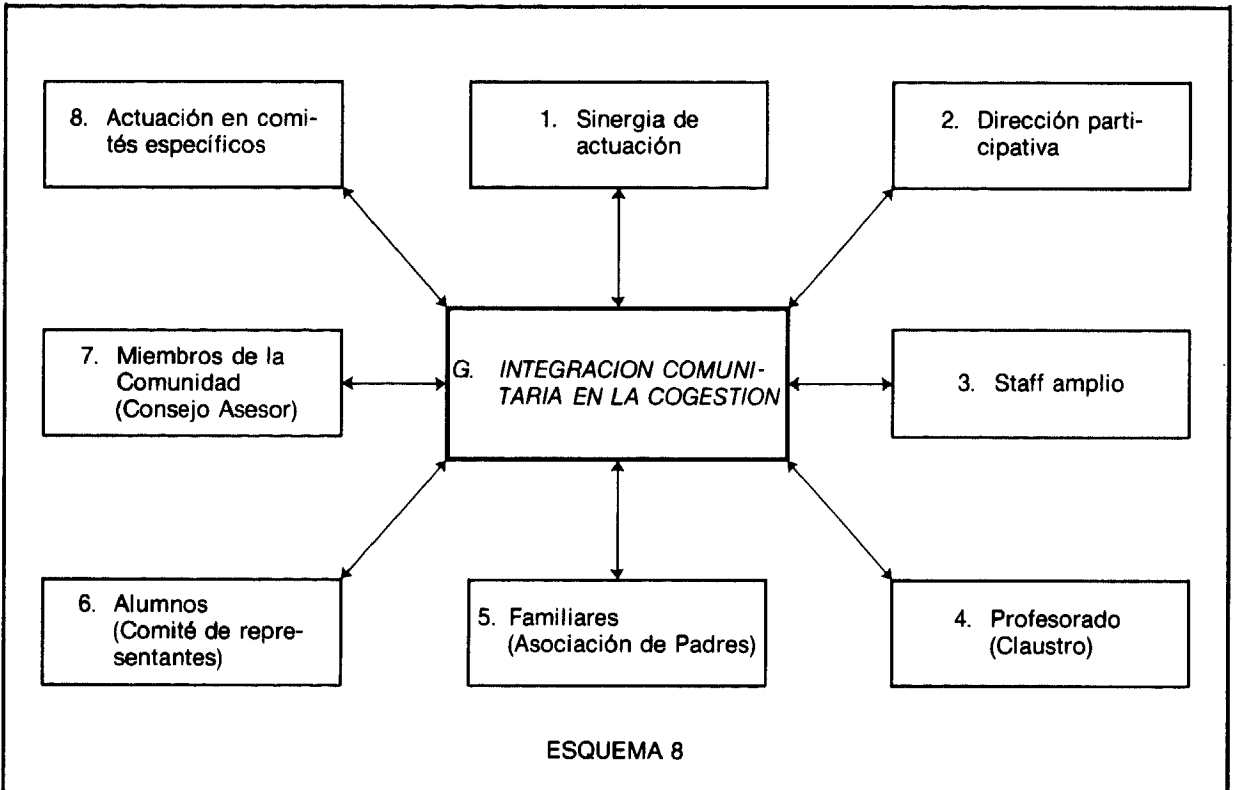 8. Actuación en comi-
tés específicos
1. Sinergia de
actuación
2. Dirección parti-
cipativa
7. Miembros de la
Comunidad
(Consejo Asesor)
G. INTEGRACION COMUNI-
TARIA EN LA COGESTION
3. Staff amplio
6. Alumnos
(Comité de repre-
sentantes)
5. Familiares
(Asociación de Padres)
4. Profesorado
(Claustro)
ESQUEMA 8